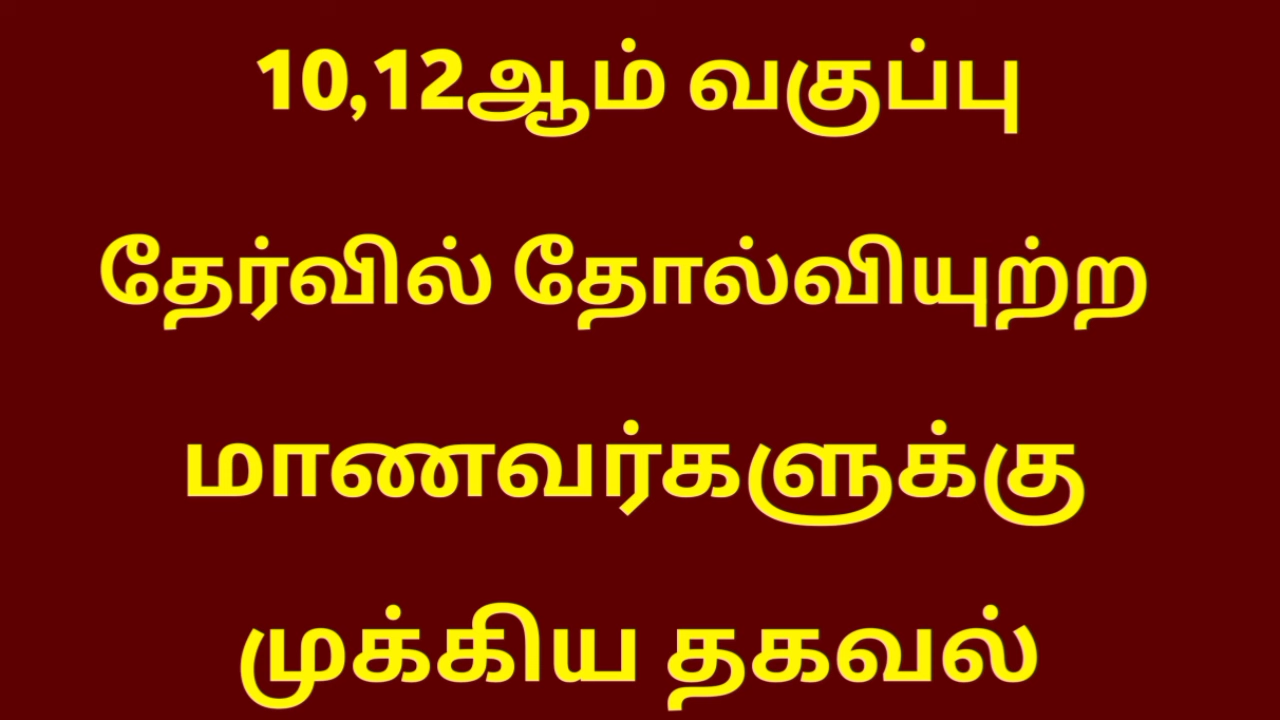 10,12ஆம் வகுப்பு
தேர்வில் தோல்வியுற்ற
மாணவர்களுக்கு
முக்கிய தகவல்